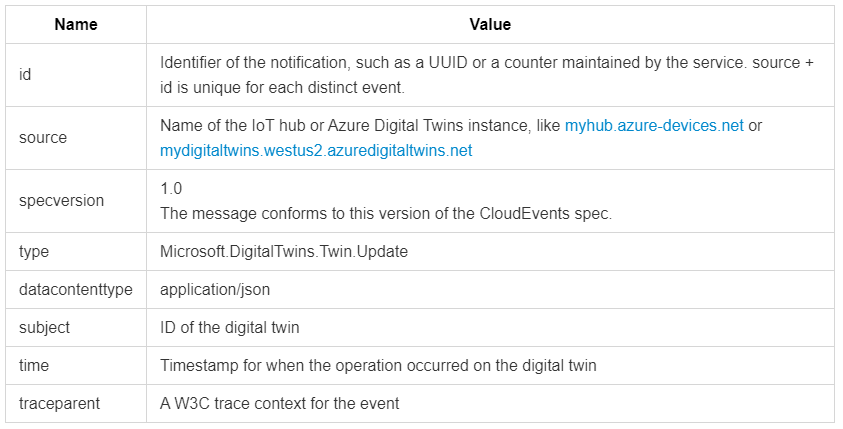 Name Value
id
Identifier of the notification, such as a UUID or a counter maintained by the service. source +
id is unique for each distinct event.
source
Name of the IoT hub or Azure Digital Twins instance, like myhub.azure-devices.net or
mydigitaltwins.westus2.azuredigitaltwins.net
specversion
1.0
The message conforms to this version of the CloudEvents spec.
type Microsoft.DigitalTwins.Twin.Update
datacontenttype application/json
subject ID of the digital twin
time Timestamp for when the operation occurred on the digital twin
traceparent A W3C trace context for the event